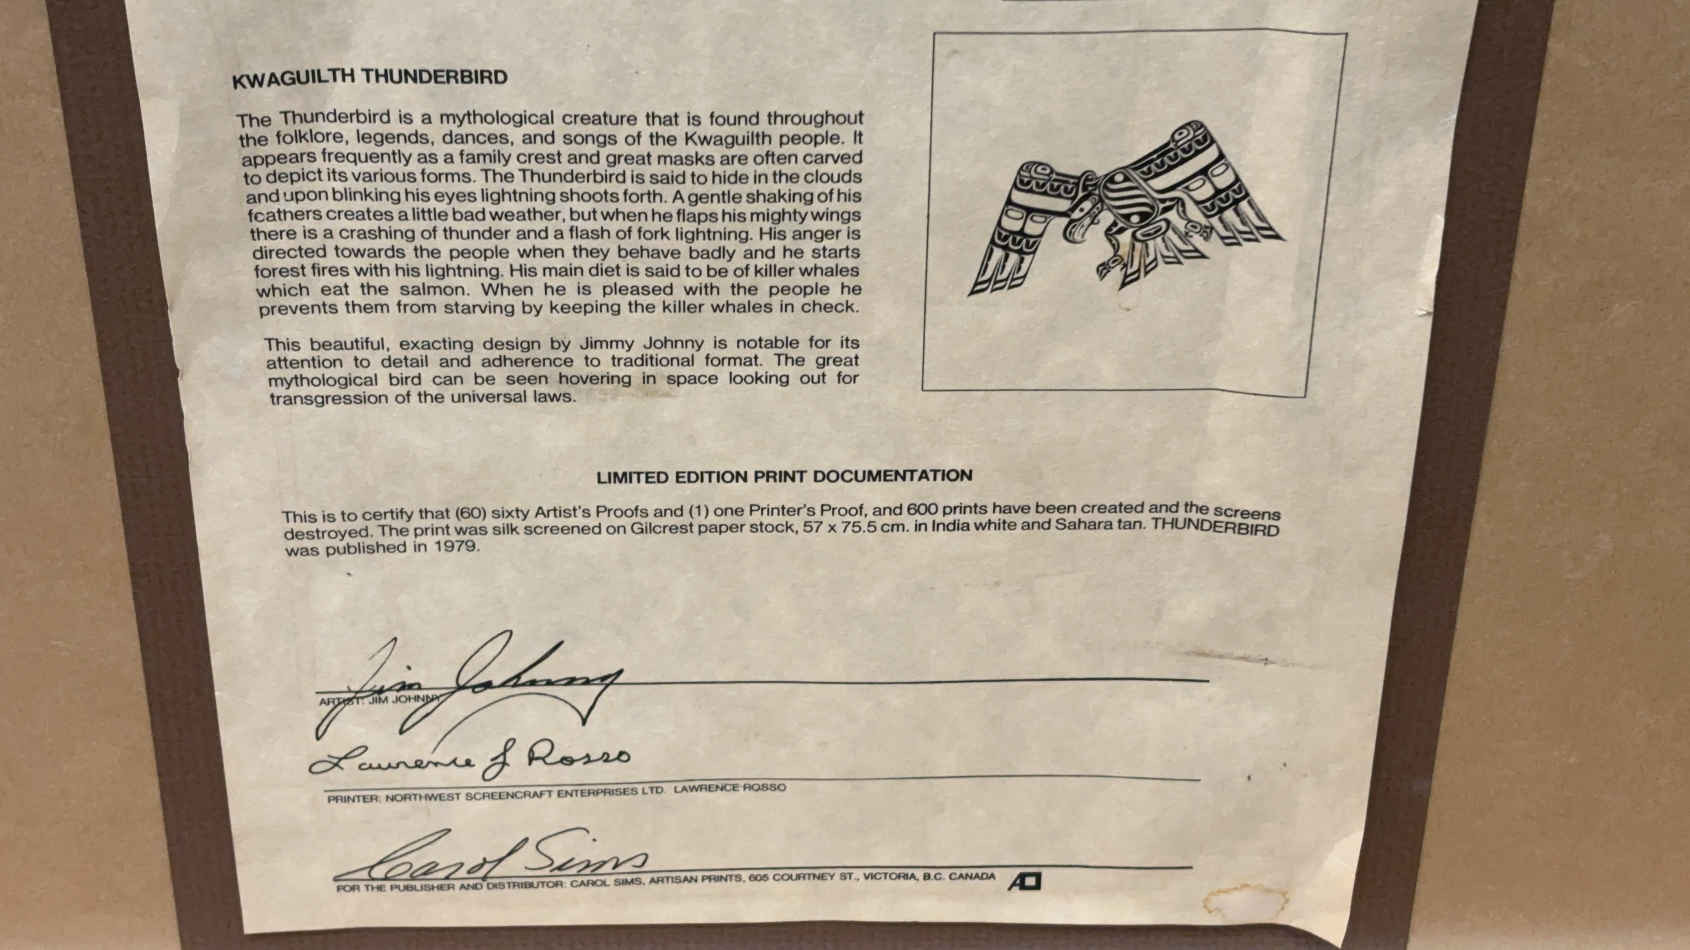 KWAGUILTH THUNDERBIRD
The Thunderbird is a mythological creature that is found throughout
the folklore, legends, dances, and songs of the Kwaguilth people. It
appears frequently as a family crest and great masks are often carved
to depict its various forms. The Thunderbird is said to hide in the clouds
and upon blinking his eyes lightning shoots forth. A gentle shaking of his
fcathers creates a little bad weather, but when he flaps his mighty wings
there is a crashing of thunder and a flash of fork lightning. His anger is
directed towards the people when they behave badly and he starts
forest fires with his lightning. His main diet is said to be of killer whales
which eat the salmon. When he is pleased with the people he
prevents them from starving by keeping the killer whales in check.
This beautiful, exacting design by Jimmy Johnny is notable for its
attention to detail and adherence to traditional format. The great
mythological bird can be seen hovering in space looking out for
transgression of the universal laws.
LIMITED EDITION PRINT DOCUMENTATION
This is to certify that (60) sixty Artist's Proofs and (1) one Printer's Proof, and 600 prints have been created and the screens
destroyed. The print was silk screened on Gilcrest paper stock, 57 x 75.5 cm. in India white and Sahara tan. THUNDERBIRD
was published in 1979.
Jim Johnny
ARTIST: JIM JOHNNY
Lawrence J Rosso
PRINTER: NORTHWEST SCREENCRAFT ENTERPRISES LTD. LAWRENCE ROSSO
Carol Sims
FOR THE PUBLISHER AND DISTRIBUTOR: CAROL SIMS, ARTISAN PRINTS, 605 COURTNEY ST., VICTORIA, B.C. CANADA